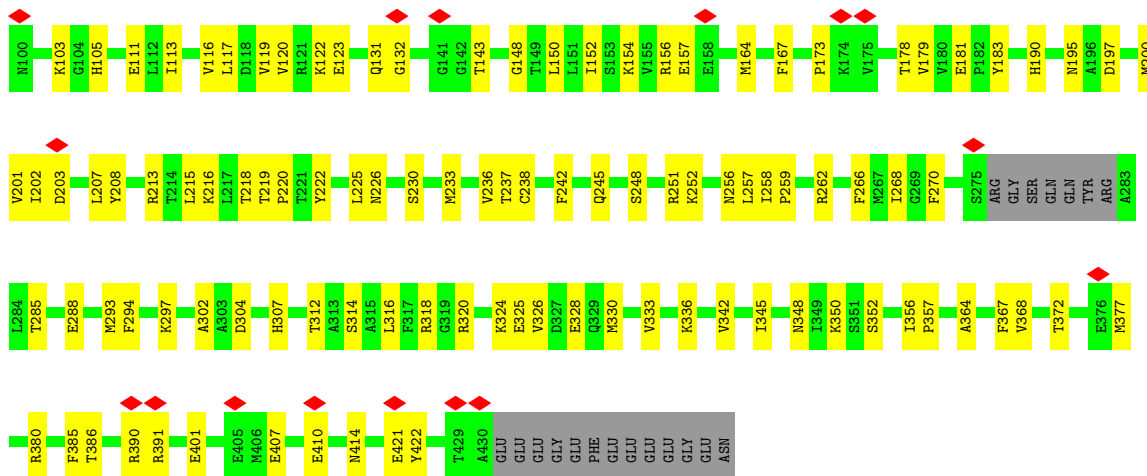 N100 K103 G104 H105 E111 L112 I113 V116 L117 D118 V119 V120 R121 K122 E123 Q131 G132 G141 G142 T143 G148 T149 L150 L151 I152 S153 K154 V155 R156 E157 E158 M164 F167 P173 K174 V175 T178 V179 V180 E181 P182 Y183 H190 N195 A196 D197
V201 I202 D203 L207 Y208 R213 T214 L215 K216 L217 T218 T219 P220 T221 Y222 L225 N226 S230 M233 V236 T237 C238 F242 Q245 S248 R251 K252 N256 L257 I258 P259 R262 F266 M267 I268 G269 F270 S275 ARG GLY SER GLN GLN TYR ARG A283
L284 T285 E288 M293 F294 K297 A302 A303 D304 H307 T312 A313 S314 A315 L316 F317 R318 G319 R320 K324 E325 V326 D327 E328 Q329 M330 V333 K336 V342 I345 N348 I349 K350 S351 S352 I356 P357 A364 F367 V368 T372 E376 M377
R380 F385 T386 R390 R391 E401 E405 M406 E407 E410 N414 E421 Y422 T429 A430 GLU GLU GLU GLY GLU PHE GLU GLU GLU GLU GLY GLU ASN